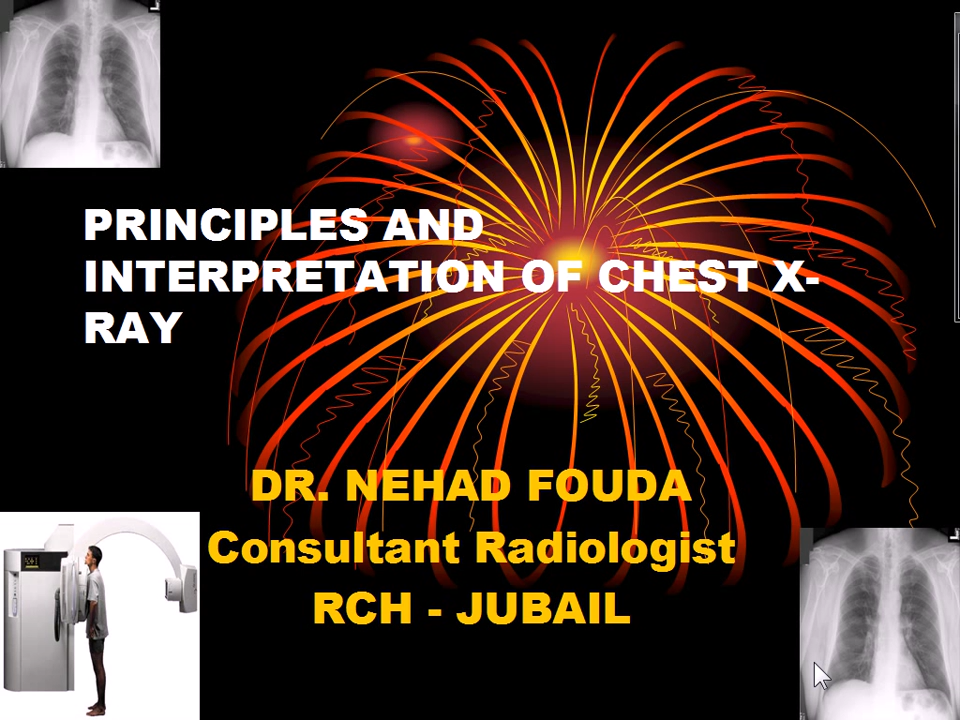 PRINCIPLES AND
INTERPRETATION OF CHEST X-
RAY
DR. NEHAD FOUDA
Consultant Radiologist
RCH - JUBAIL